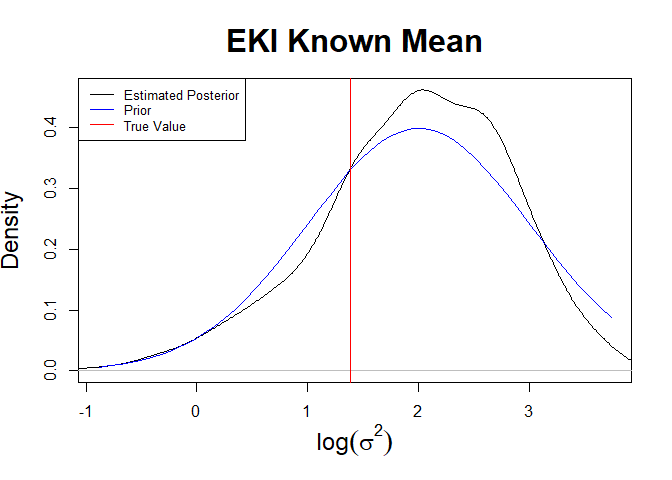 EKI Known Mean
Estimated Posterior
Prior
True Value
Density
0.0
0.1
0.2
0.3
0.4
-1
0
1
2
3
log(σ²)